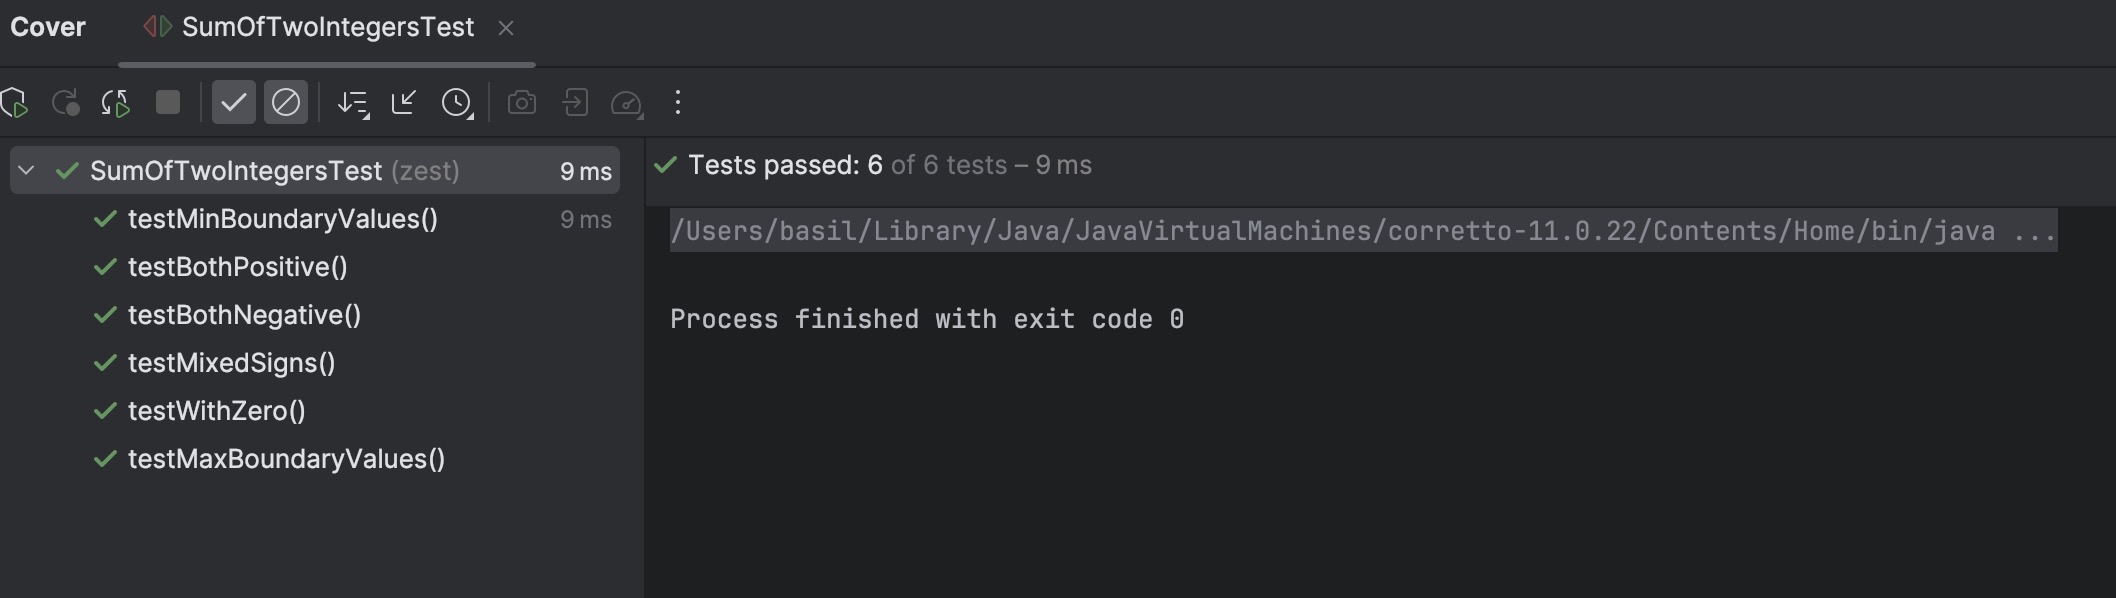 Cover SumOfTwoIntegersTest
SumOfTwoIntegersTest (zest) 9 ms
testMinBoundaryValues() 9 ms
testBothPositive()
testBothNegative()
testMixedSigns()
testWithZero()
testMaxBoundaryValues()
Tests passed: 6 of 6 tests – 9 ms
/Users/basil/Library/Java/JavaVirtualMachines/corretto-11.0.22/Contents/Home/bin/java ...
Process finished with exit code 0